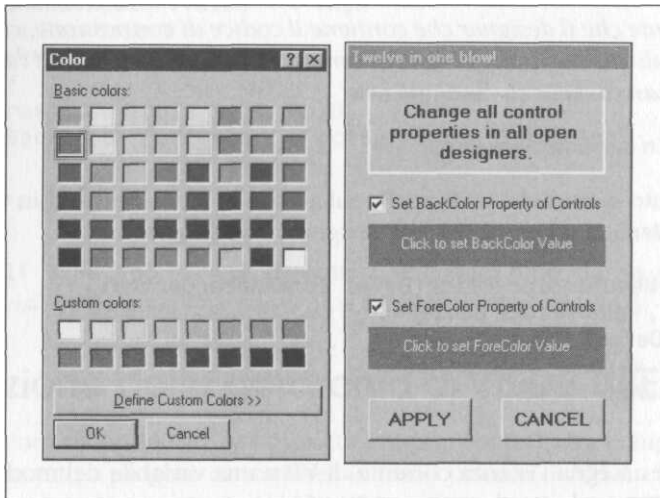 Color
? X
Basic colors:
Custom colors:
Define Custom Colors >>
OK
Cancel
Twelve in one blow!
Change all control
properties in all open
designers.
Set BackColor Property of Controls
Click to set BackColor Value
Set ForeColor Property of Controls
Click to set ForeColor Value
APPLY
CANCEL